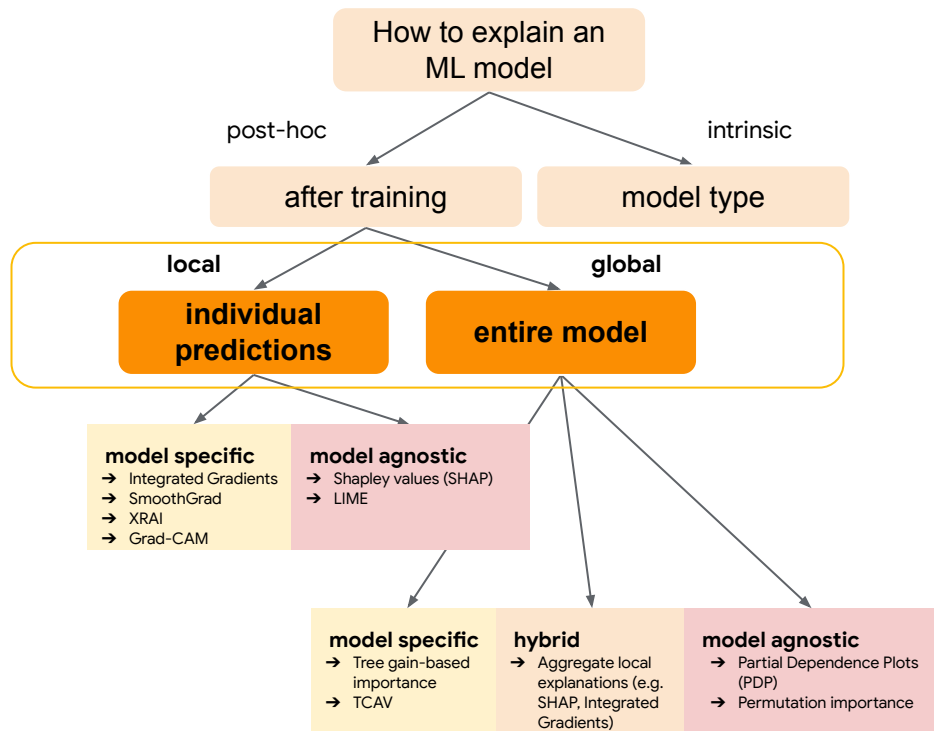 How to explain an
ML model
post-hoc
intrinsic
after training
model type
local
global
individual
predictions
entire model
model specific
➔ Integrated Gradients
➔ SmoothGrad
➔ XRAI
➔ Grad-CAM
model agnostic
➔ Shapley values (SHAP)
➔ LIME
model specific
➔ Tree gain-based
importance
➔ TCAV
hybrid
➔ Aggregate local
explanations (e.g.
SHAP, Integrated
Gradients)
model agnostic
➔ Partial Dependence Plots
(PDP)
➔ Permutation importance